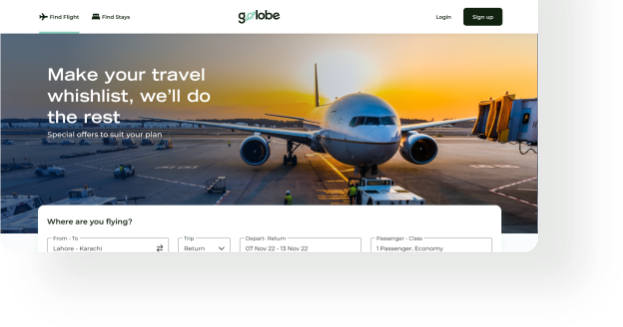 Find Flight
Find Stays
golobe
Login
Sign up
Make your travel
whishlist, we'll do
the rest
Special offers to suit your plan
Where are you flying?
From - To
Lahore - Karachi
Trip
Return
Depart- Return
07 Nov 22 - 13 Nov 22
Passenger - Class
1 Passenger, Economy